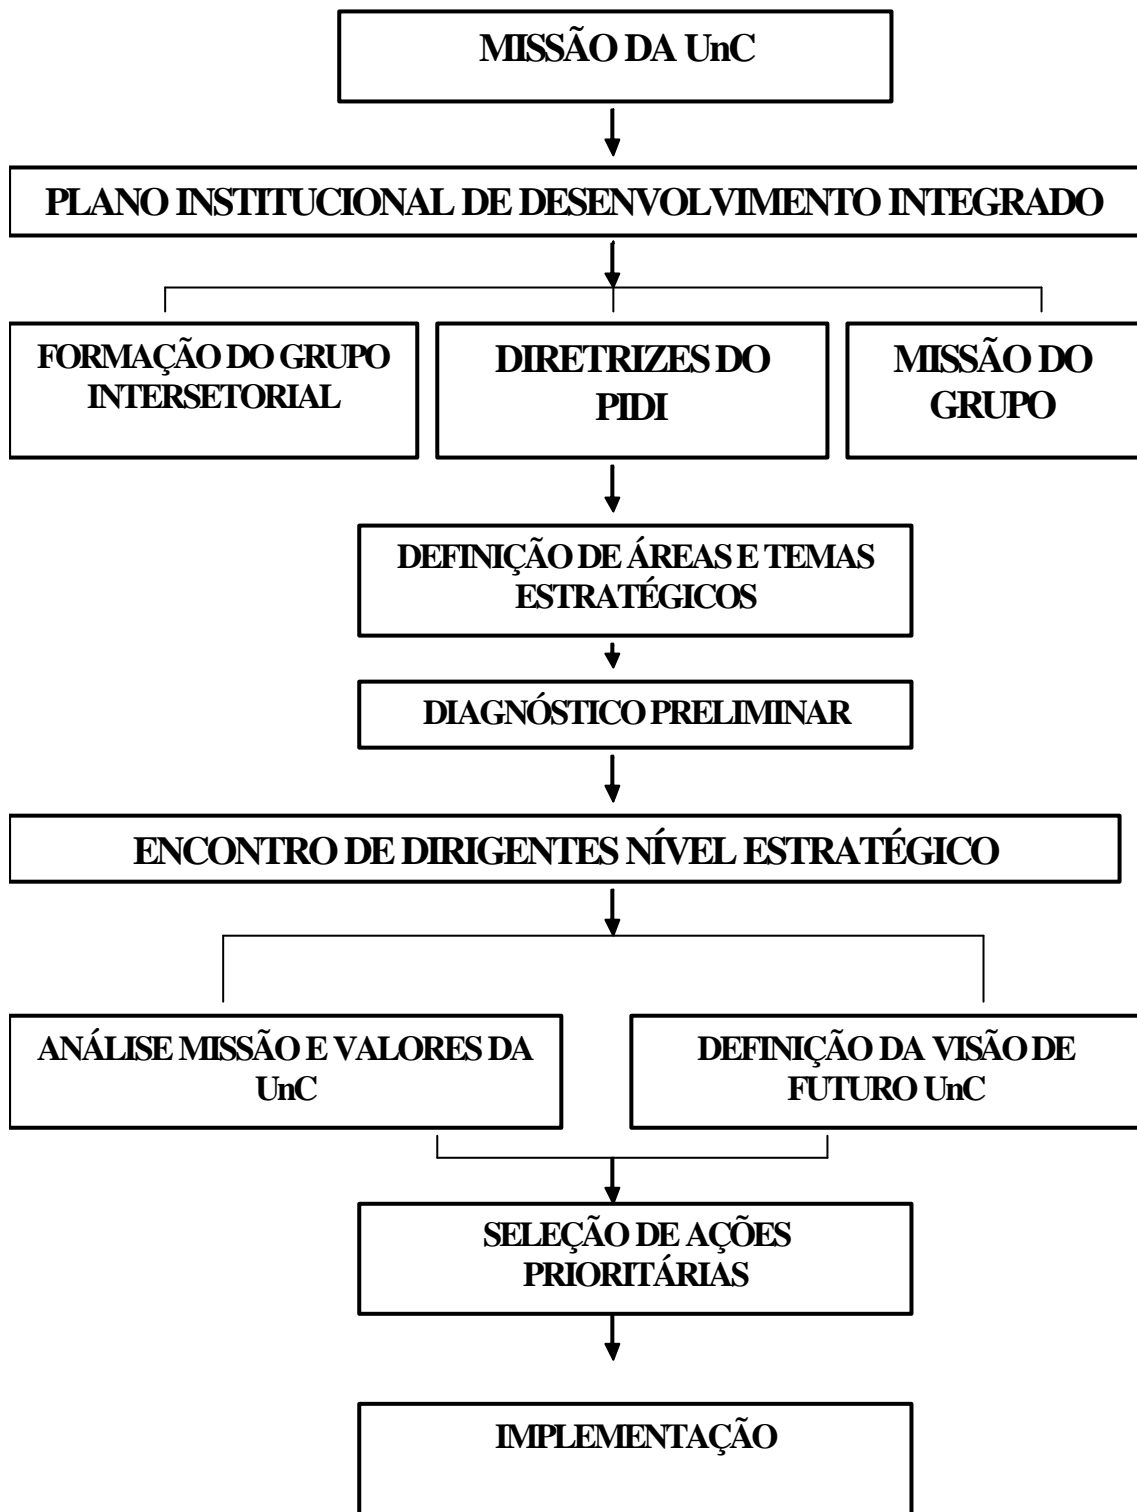 MISSÃO DA UnC
PLANO INSTITUCIONAL DE DESENVOLVIMENTO INTEGRADO
FORMAÇÃO DO GRUPO
INTERSETORIAL
DIRETRIZES DO
PIDI
MISSÃO DO
GRUPO
DEFINIÇÃO DE ÁREAS E TEMAS
ESTRATÉGICOS
DIAGNÓSTICO PRELIMINAR
ENCONTRO DE DIRIGENTES NÍVEL ESTRATÉGICO
ANÁLISE MISSÃO E VALORES DA
UnC
DEFINIÇÃO DA VISÃO DE
FUTURO UnC
SELEÇÃO DE AÇÕES
PRIORITÁRIAS
IMPLEMENTAÇÃO